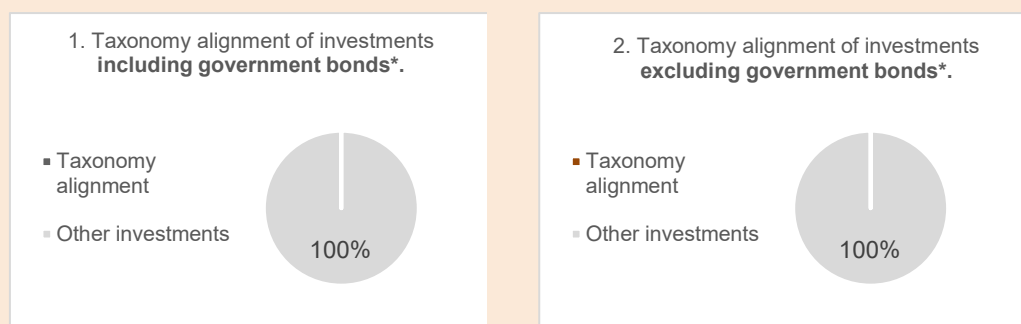 1. Taxonomy alignment of investments
including government bonds*.
Taxonomy
alignment
Other investments
100%
2. Taxonomy alignment of investments
excluding government bonds*.
Taxonomy
alignment
Other investments
100%